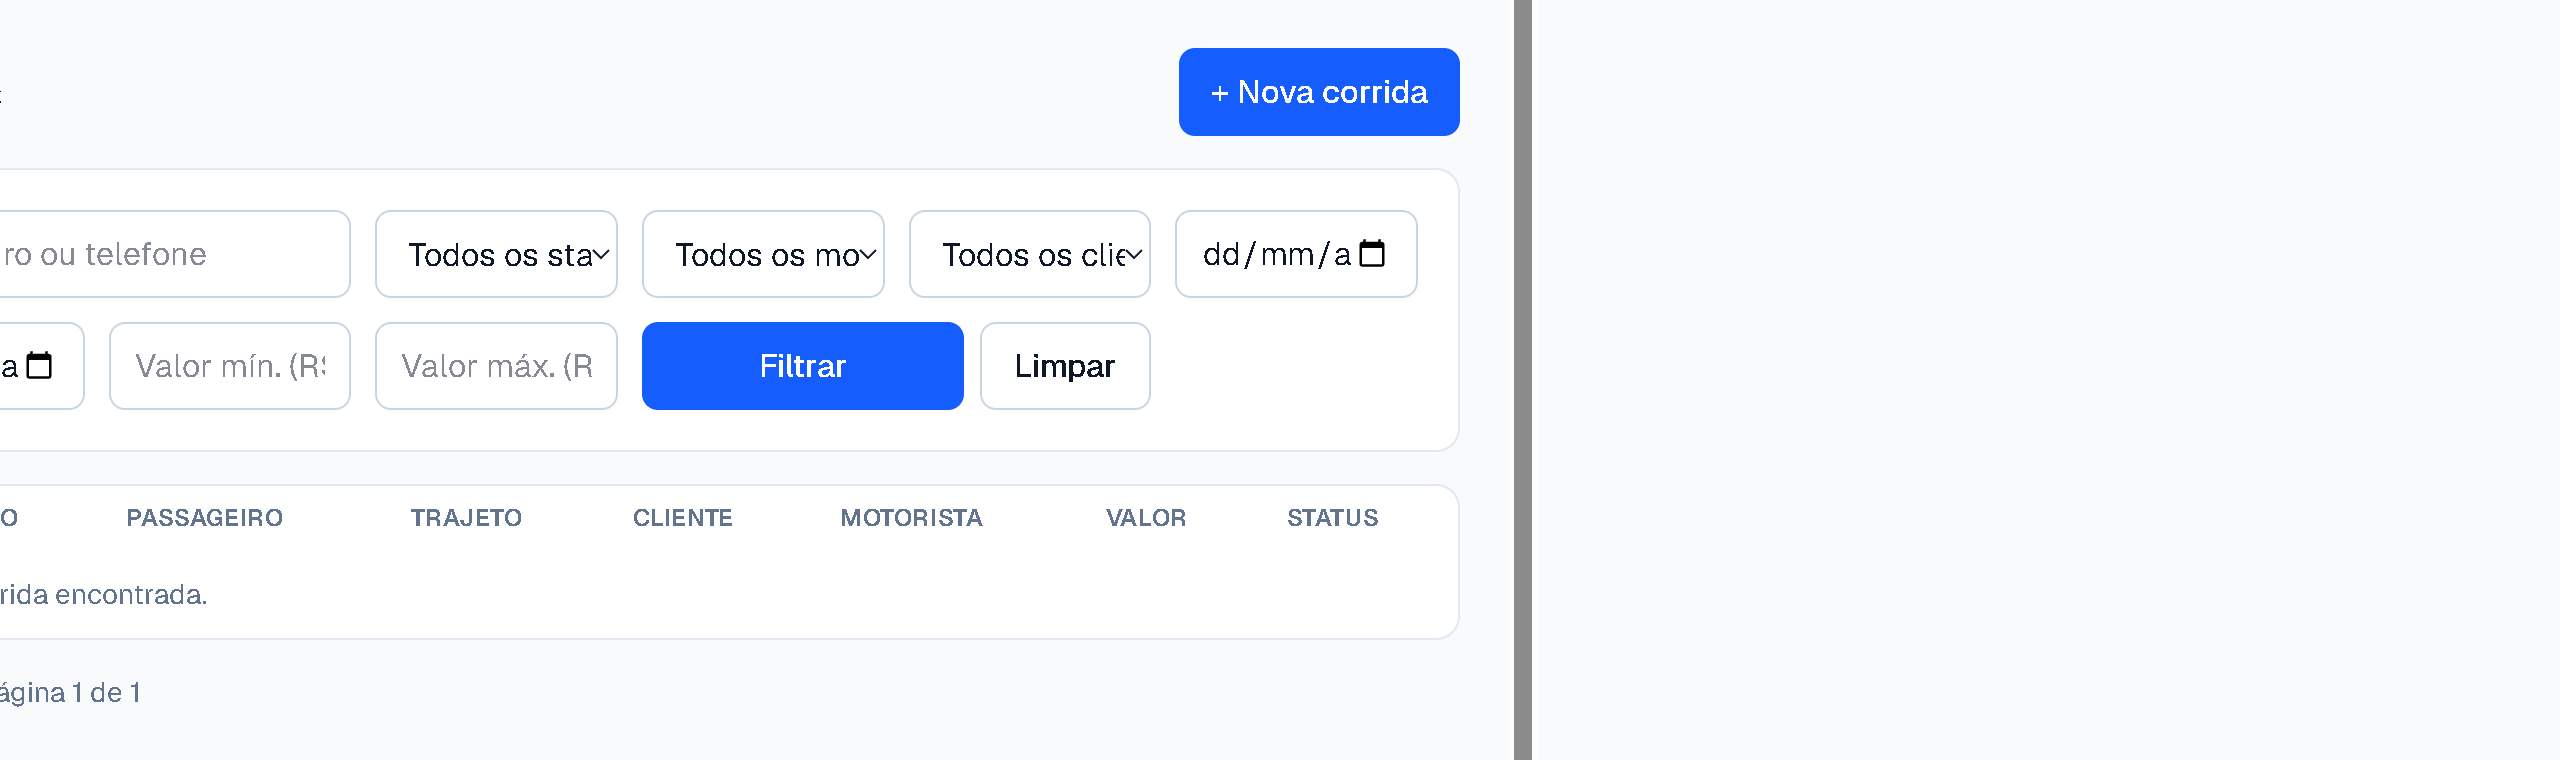 + Nova corrida
ro ou telefone Todos os sta Todos os mo Todos os clie dd/mm/a
a Valor mín. (R$ Valor máx. (R Filtrar Limpar
O PASSAGEIRO TRAJETO CLIENTE MOTORISTA VALOR STATUS
rida encontrada.
ágina 1 de 1